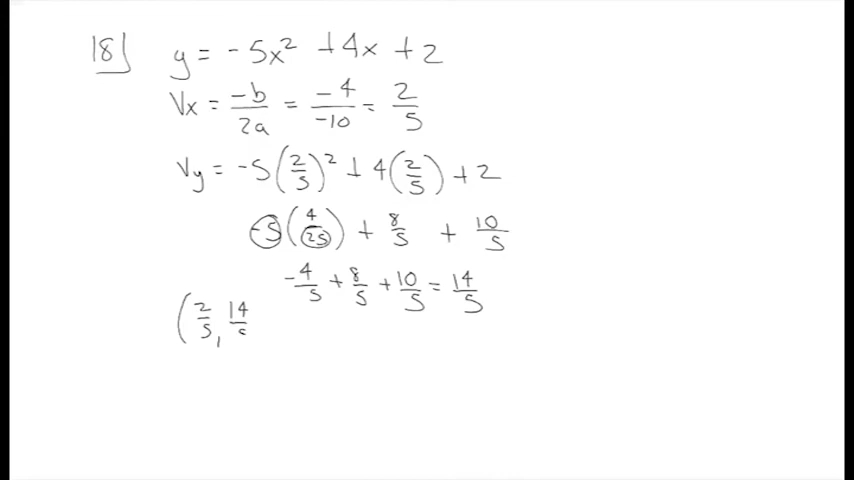 18) y = -5x² + 4x + 2
Vx = -b/2a = -4/-10 = 2/5
Vy = -5(2/5)² + 4(2/5) + 2
-5(4/25) + 8/5 + 10/5
-4/5 + 8/5 + 10/5 = 14/5
(2/5, 14/